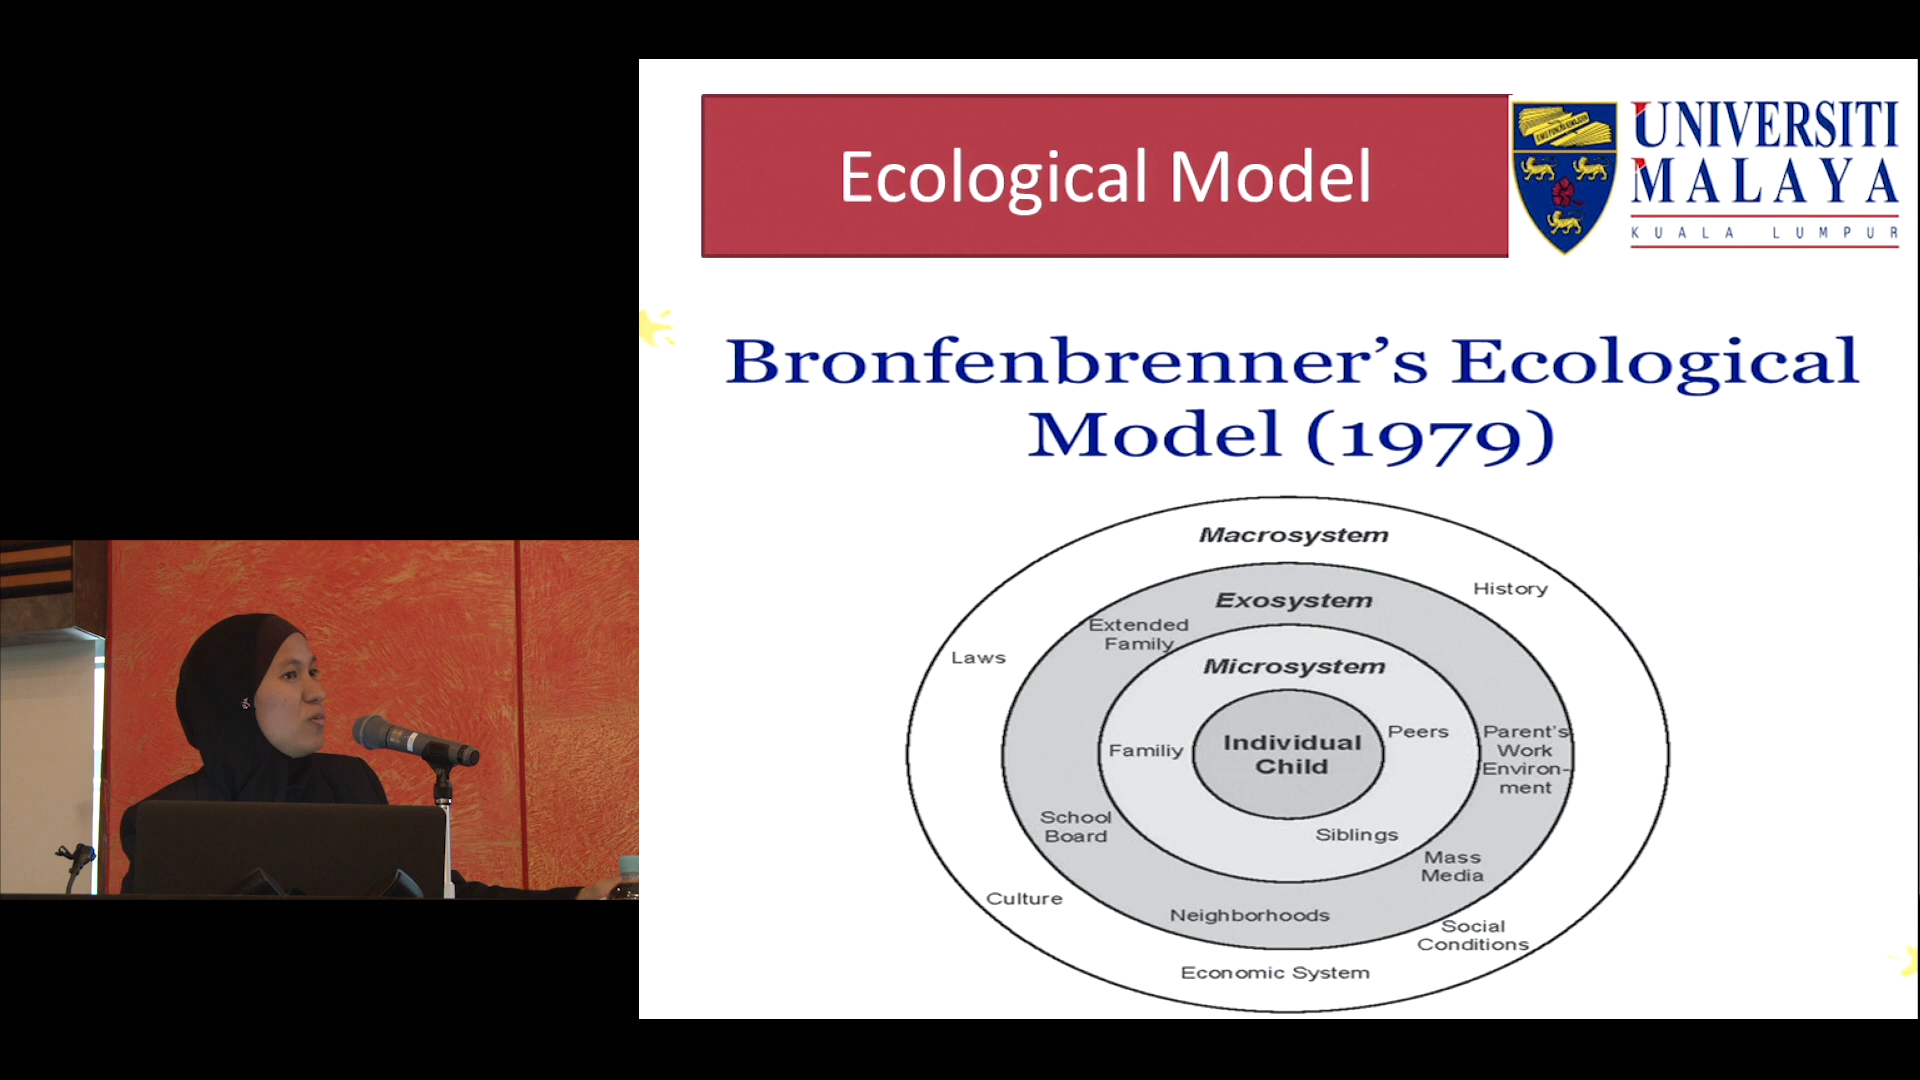 Ecological Model
UNIVERSITI
MALAYA
KUALA LUMPUR
Bronfenbrenner's Ecological
Model (1979)
Macrosystem
History
Exosystem
Extended
Family
Laws
Microsystem
Peers
Parent's
Work
Environ-
ment
Familiy
Individual
Child
School
Board
Siblings
Mass
Media
Culture
Neighborhoods
Social
Conditions
Economic System